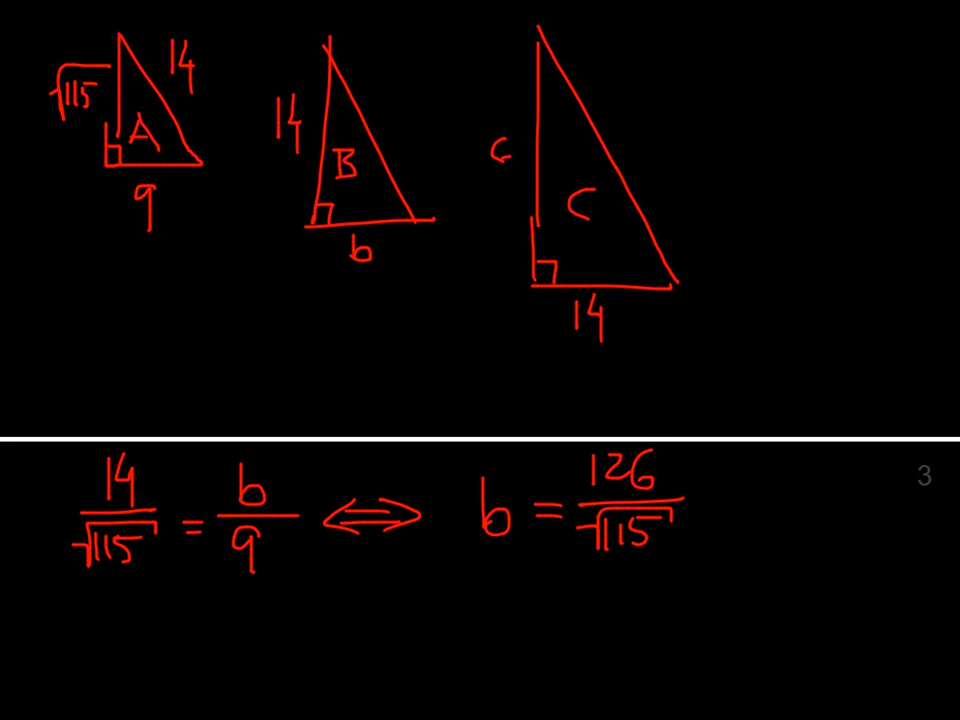 √115 14
A
9
14
B
b
c
C
14
14/√115 = b/9 ⇔ b = 126/√115
3